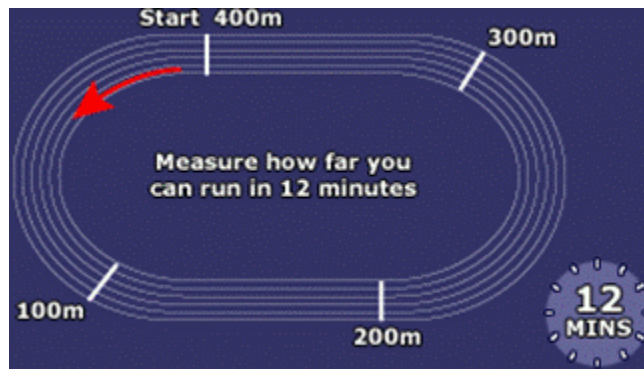 Start 400m
300m
Measure how far you
can run in 12 minutes
100m
200m
12
MINS